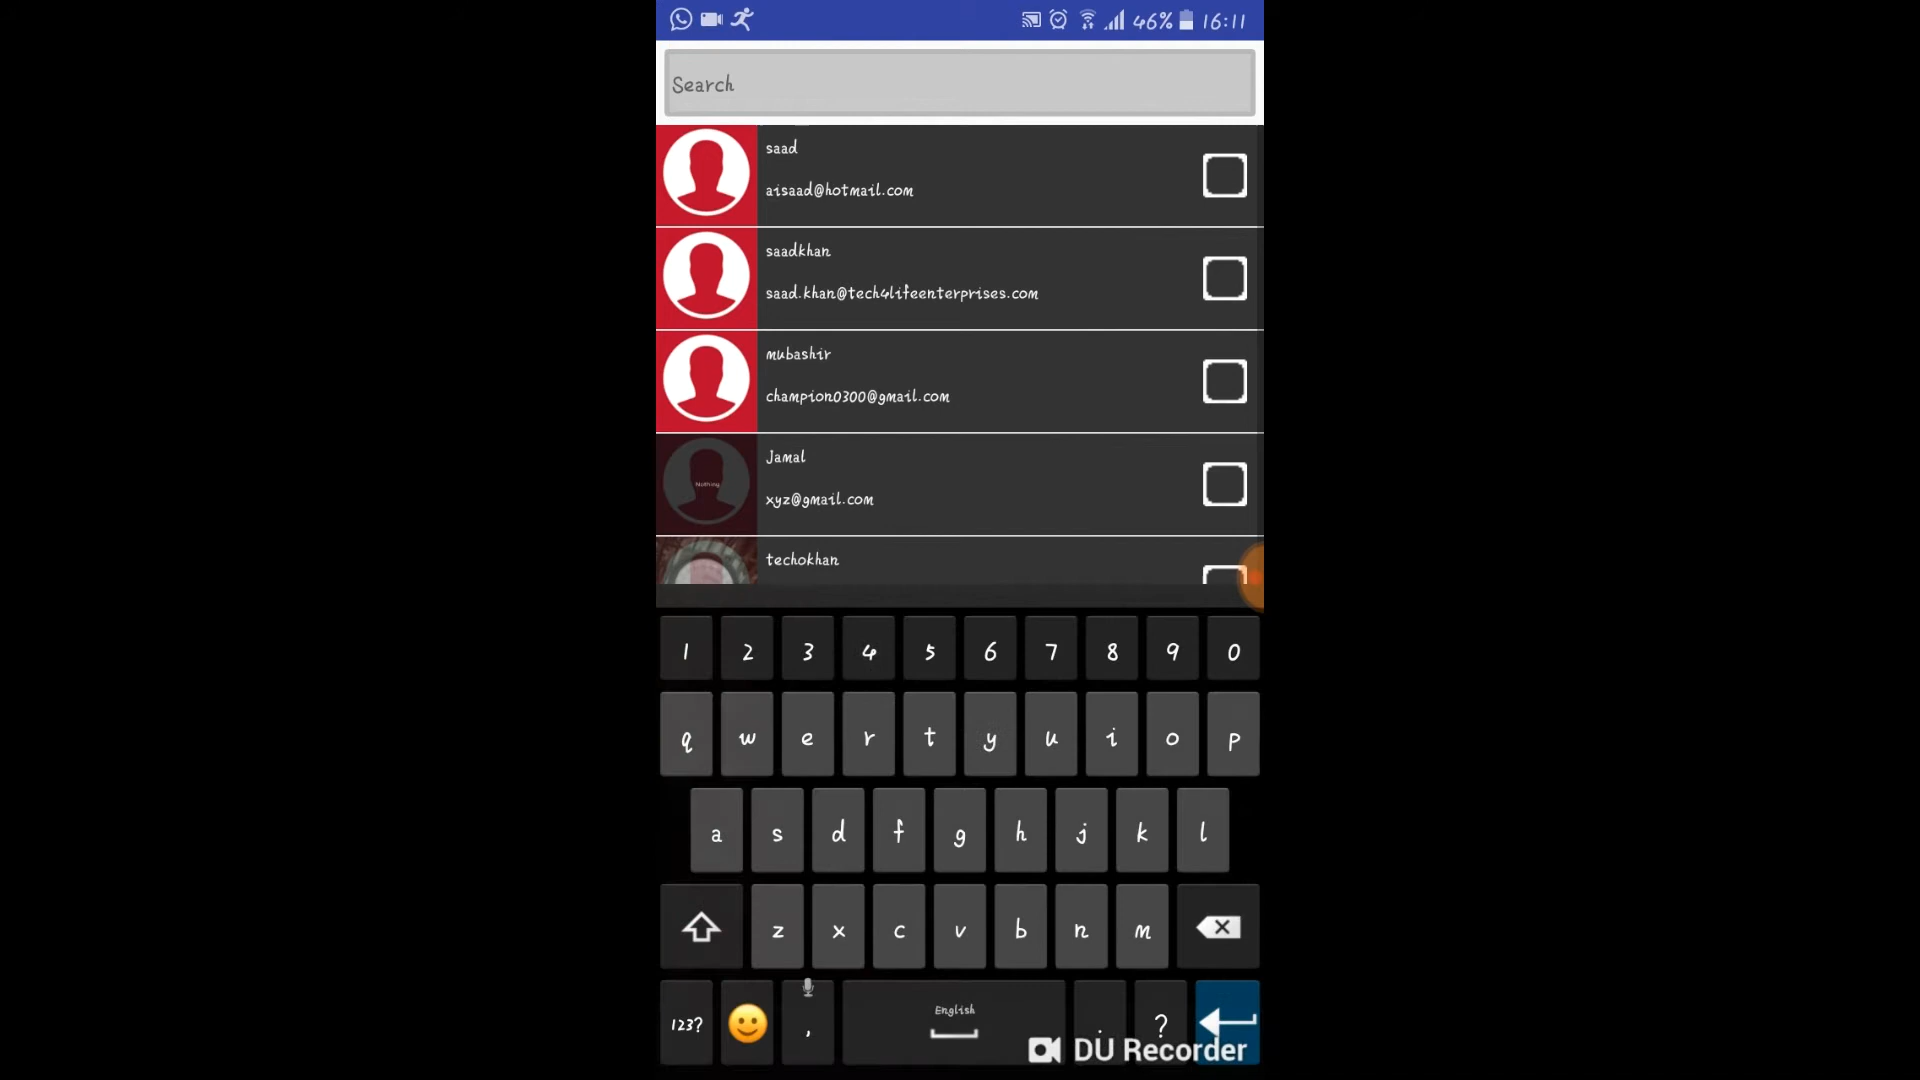 46% 16:11
Search
saad
aisaad@hotmail.com
saadkhan
saad.khan@tech4lifeenterprises.com
mubashir
champion0300@gmail.com
Nothing
Jamal
xyz@gmail.com
techokhan
1 2 3 4 5 6 7 8 9 0
q w e r t y u i o p
a s d f g h j k l
z x c v b n m
123? , English . ?
DU Recorder